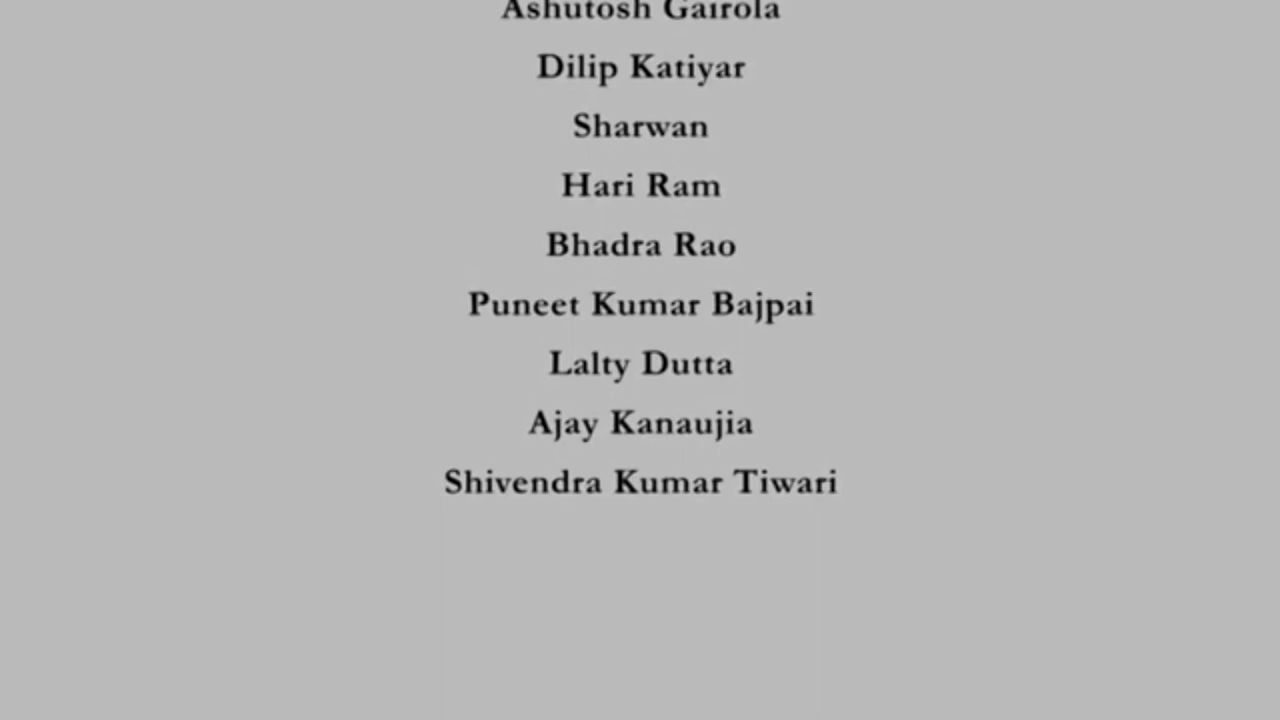 Ashutosh Gairola
Dilip Katiyar
Sharwan
Hari Ram
Bhadra Rao
Puneet Kumar Bajpai
Lalty Dutta
Ajay Kanaujia
Shivendra Kumar Tiwari